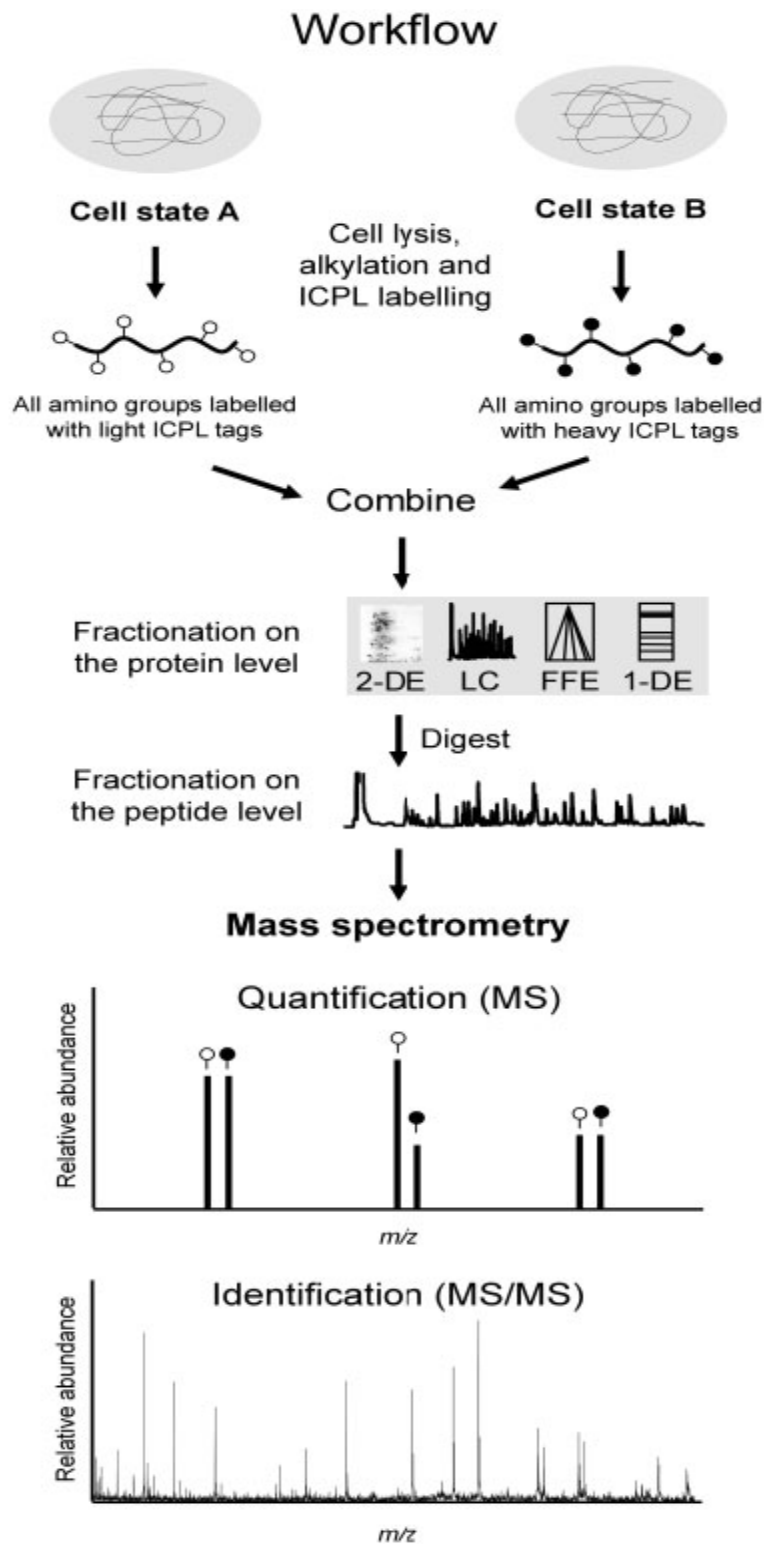 Workflow
Cell state A
Cell state B
Cell lysis,
alkylation and
ICPL labelling
All amino groups labelled
with light ICPL tags
All amino groups labelled
with heavy ICPL tags
Combine
Fractionation on
the protein level
2-DE LC FFE 1-DE
Digest
Fractionation on
the peptide level
Mass spectrometry
Quantification (MS)
Relative abundance
m/z
Identification (MS/MS)
Relative abundance
m/z